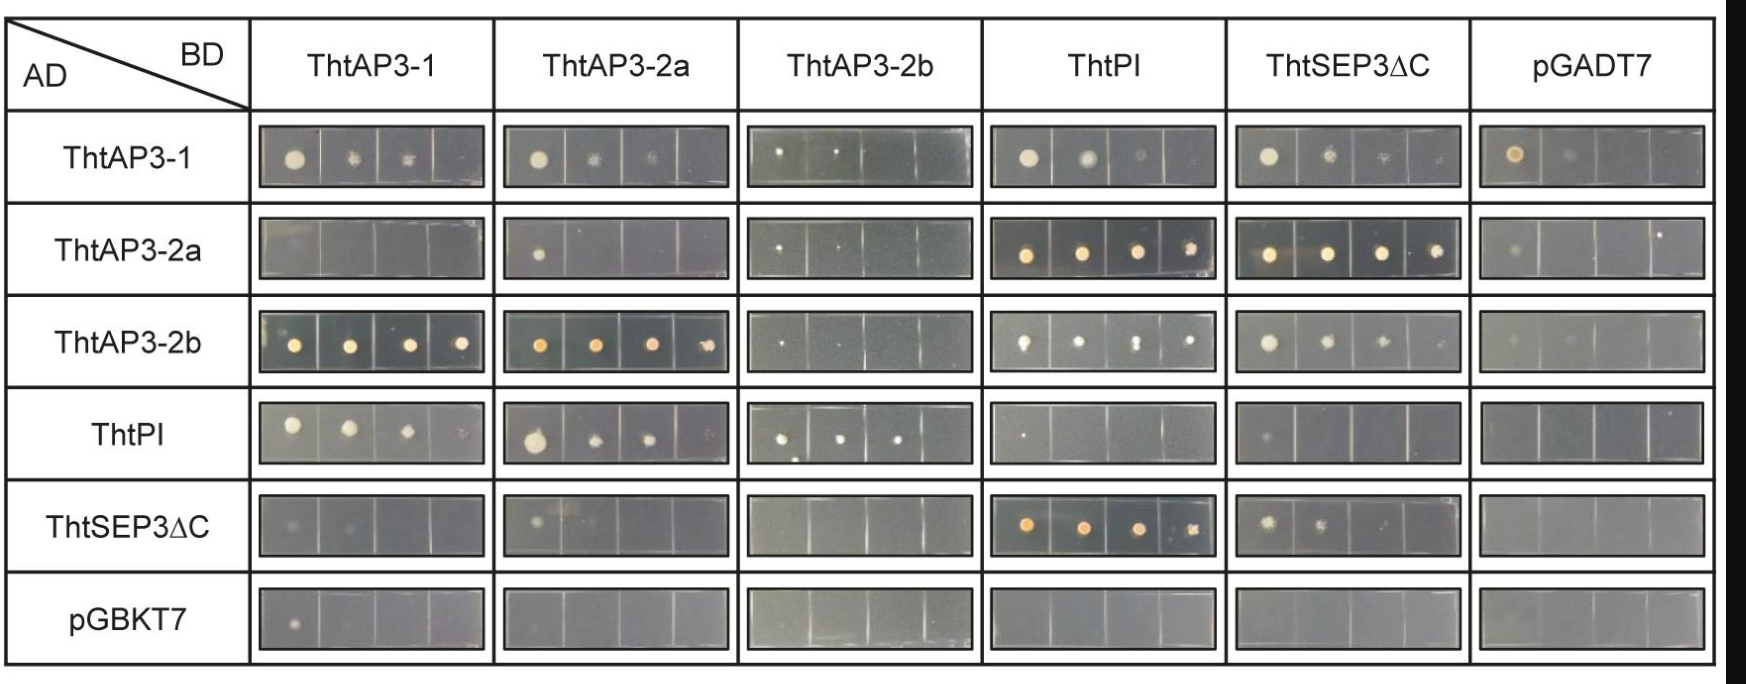 BD
AD
ThtAP3-1 ThtAP3-2a ThtAP3-2b ThtPI ThtSEP3∆C pGADT7
ThtAP3-1
ThtAP3-2a
ThtAP3-2b
ThtPI
ThtSEP3∆C
pGBKT7